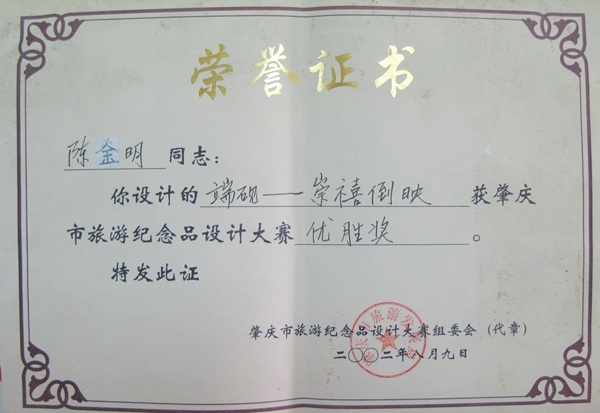 荣誉证书
陈金明 同志：
你设计的 端砚——崇禧倒映 获肇庆
市旅游纪念品设计大赛 优胜奖 。
特发此证
肇庆市旅游纪念品设计大赛组委会（代章）
二〇〇二年八月九日